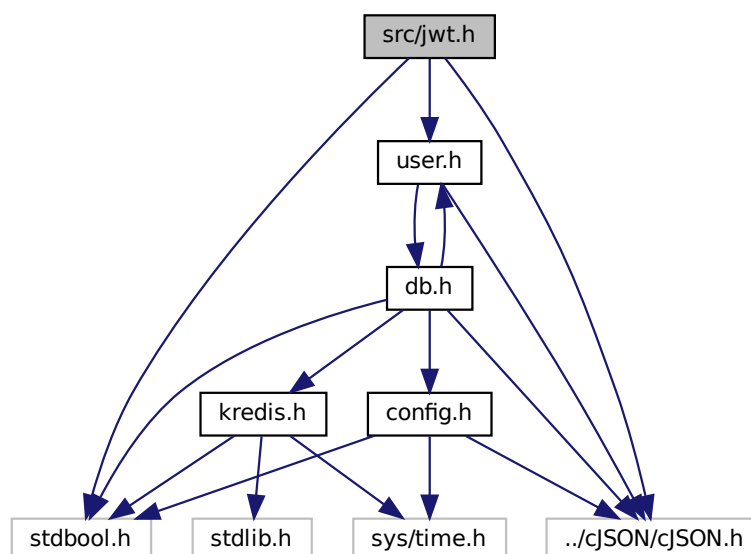 src/jwt.h
user.h
db.h
kredis.h
config.h
stdbool.h
stdlib.h
sys/time.h
../cJSON/cJSON.h